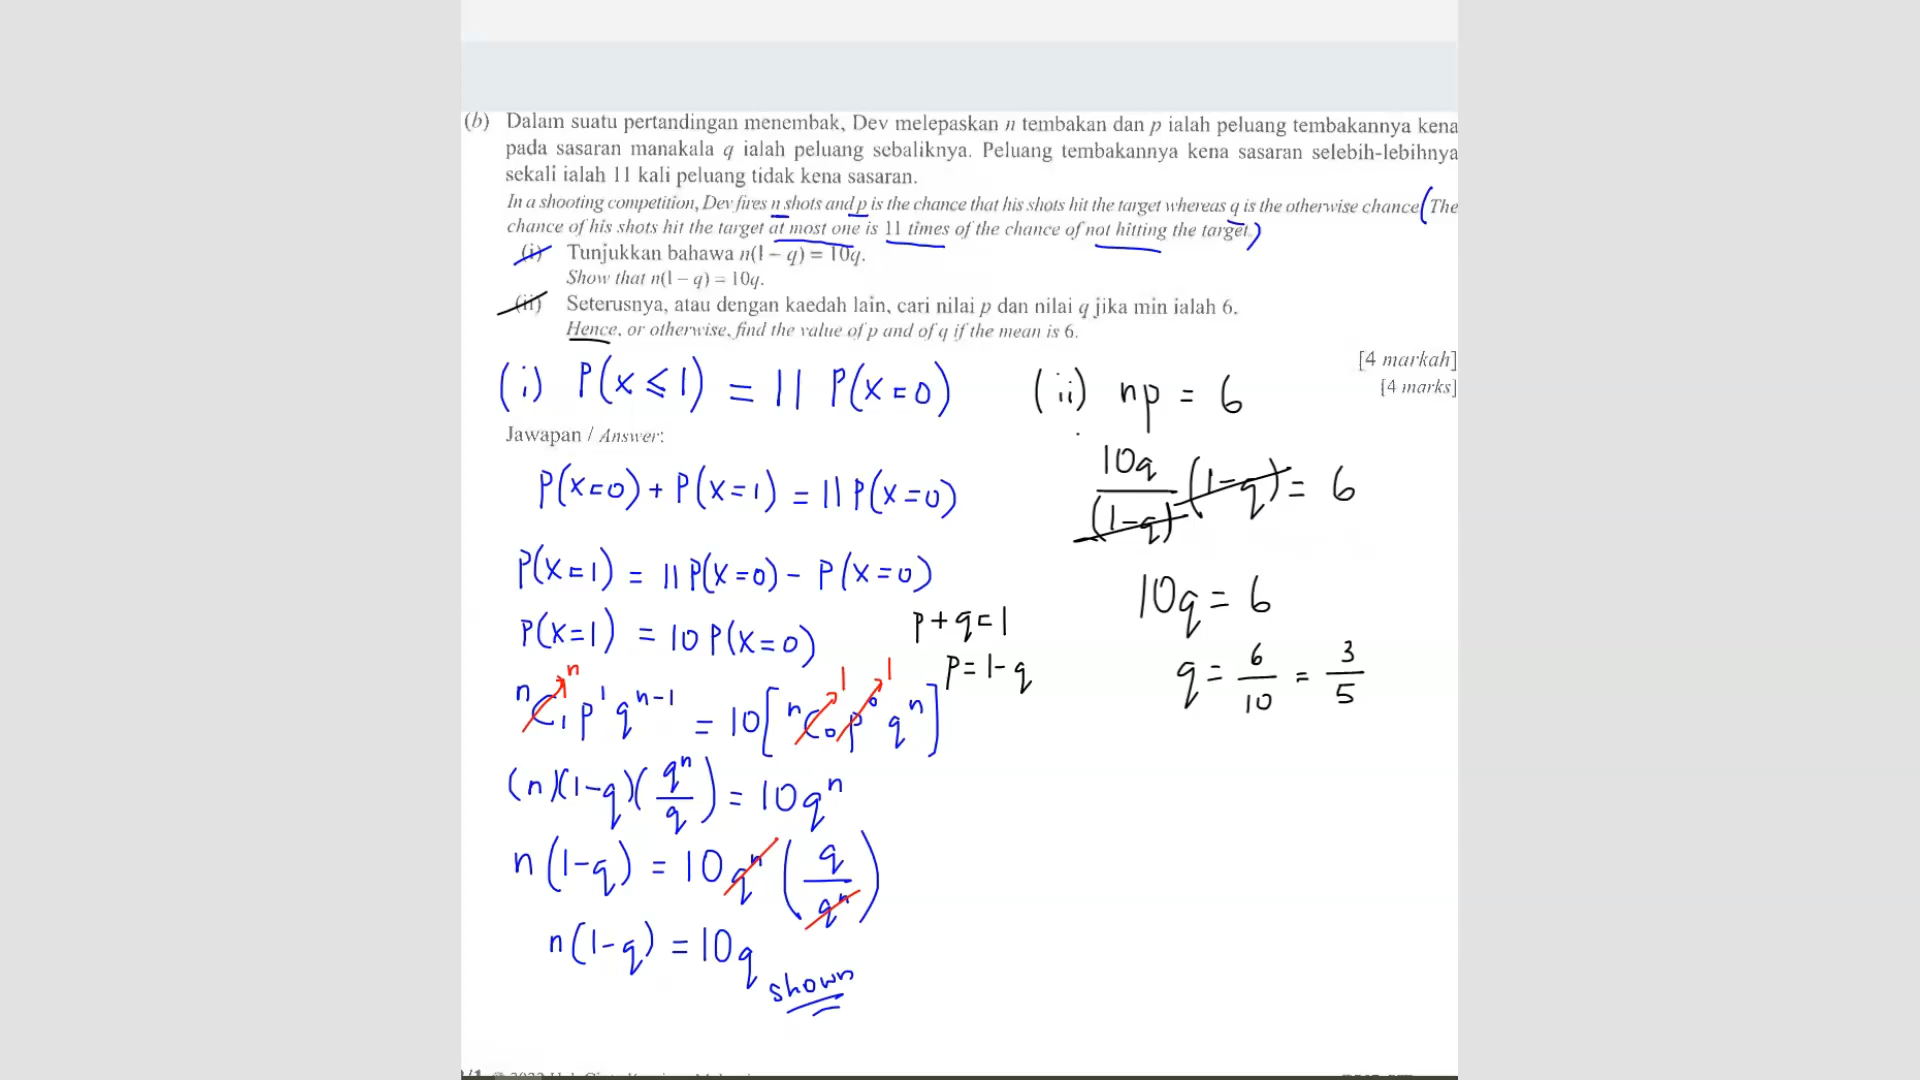 (b) Dalam suatu pertandingan menembak, Dev melepaskan n tembakan dan p ialah peluang tembakannya kena
pada sasaran manakala q ialah peluang sebaliknya. Peluang tembakannya kena sasaran selebih-lebihnya
sekali ialah 11 kali peluang tidak kena sasaran.
In a shooting competition, Dev fires n shots and p is the chance that his shots hit the target whereas q is the otherwise chance. (The
chance of his shots hit the target at most one is 11 times of the chance of not hitting the target.)
(i) Tunjukkan bahawa n(1 − q) = 10q.
Show that n(1 − q) = 10q.
(ii) Seterusnya, atau dengan kaedah lain, cari nilai p dan nilai q jika min ialah 6.
Hence, or otherwise, find the value of p and of q if the mean is 6.
[4 markah]
[4 marks]
(i) P(X ≤ 1) = 11 P(X = 0)
Jawapan / Answer:
P(X=0) + P(X=1) = 11 P(X=0)
P(X=1) = 11 P(X=0) − P(X=0)
P(X=1) = 10 P(X=0)
p + q = 1
p = 1 − q
n 1 1
ⁿC₁ p¹ qⁿ⁻¹ = 10[ⁿC₀ p⁰ qⁿ]
(n)(1−q)(qⁿ/q) = 10qⁿ
n(1−q) = 10qⁿ (q/qⁿ)
n(1−q) = 10q
shown
(ii) np = 6
10q/(1−q) (1−q) = 6
10q = 6
q = 6/10 = 3/5